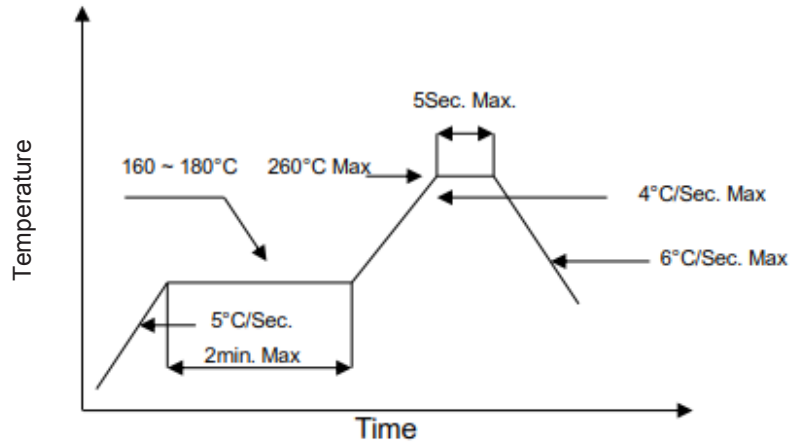 5Sec. Max.
160 ~ 180°C
260°C Max
4°C/Sec. Max
Temperature
6°C/Sec. Max
5°C/Sec.
2min. Max
Time